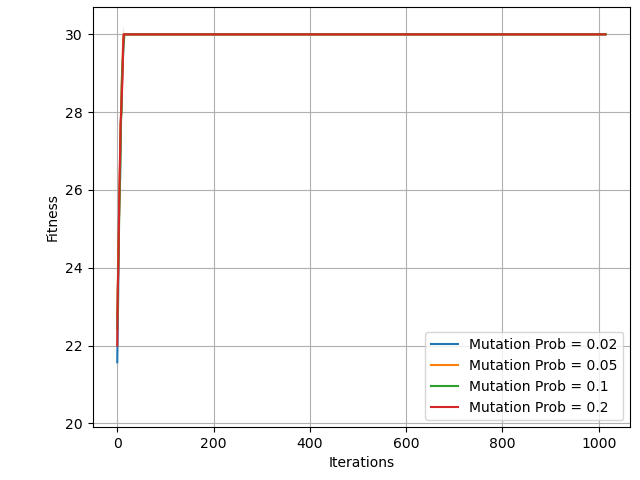 30
28
26
24
22
20
Fitness
0 200 400 600 800 1000
Iterations
Mutation Prob = 0.02
Mutation Prob = 0.05
Mutation Prob = 0.1
Mutation Prob = 0.2